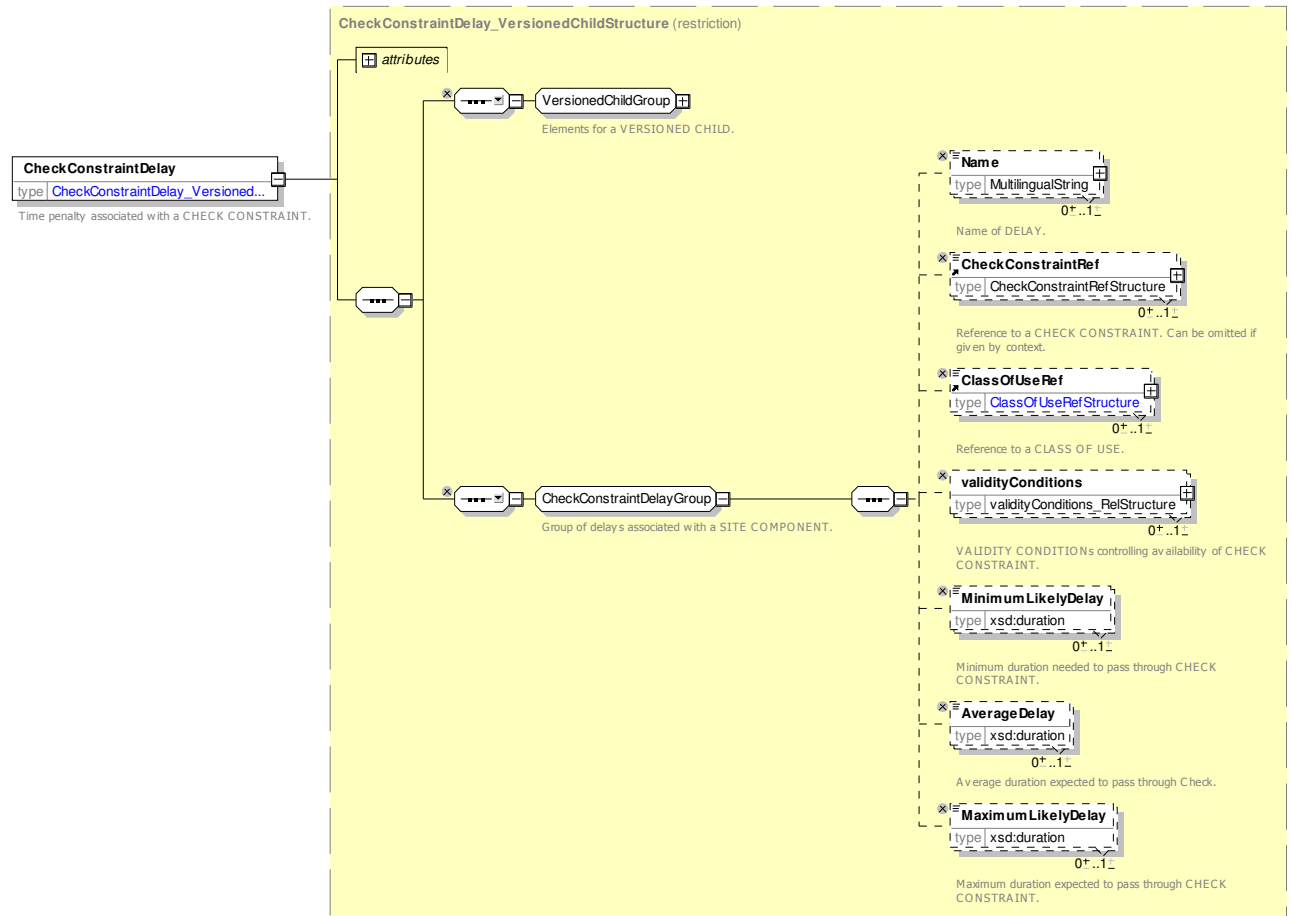 CheckConstraintDelay_VersionedChildStructure (restriction)
attributes
VersionedChildGroup
Elements for a VERSIONED CHILD.
CheckConstraintDelay
type CheckConstraintDelay_Versioned...
Time penalty associated with a CHECK CONSTRAINT.
Name
type MultilingualString
0..1
Name of DELAY.
CheckConstraintRef
type CheckConstraintRefStructure
0..1
Reference to a CHECK CONSTRAINT. Can be omitted if
given by context.
ClassOfUseRef
type ClassOfUseRefStructure
0..1
Reference to a CLASS OF USE.
CheckConstraintDelayGroup
Group of delays associated with a SITE COMPONENT.
validityConditions
type validityConditions_RelStructure
0..1
VALIDITY CONDITIONs controlling availability of CHECK
CONSTRAINT.
MinimumLikelyDelay
type xsd:duration
0..1
Minimum duration needed to pass through CHECK
CONSTRAINT.
AverageDelay
type xsd:duration
0..1
Average duration expected to pass through Check.
MaximumLikelyDelay
type xsd:duration
0..1
Maximum duration expected to pass through CHECK
CONSTRAINT.